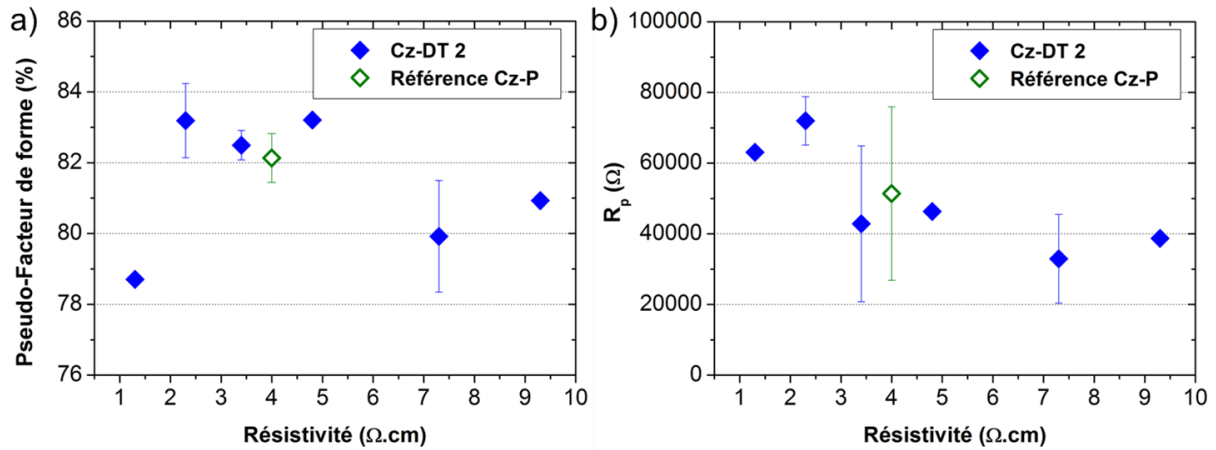 a)
Pseudo-Facteur de forme (%)
86
84
82
80
78
76
Cz-DT 2
Référence Cz-P
1 2 3 4 5 6 7 8 9 10
Résistivité (Ω.cm)
b)
Rp (Ω)
100000
80000
60000
40000
20000
0
Cz-DT 2
Référence Cz-P
1 2 3 4 5 6 7 8 9 10
Résistivité (Ω.cm)